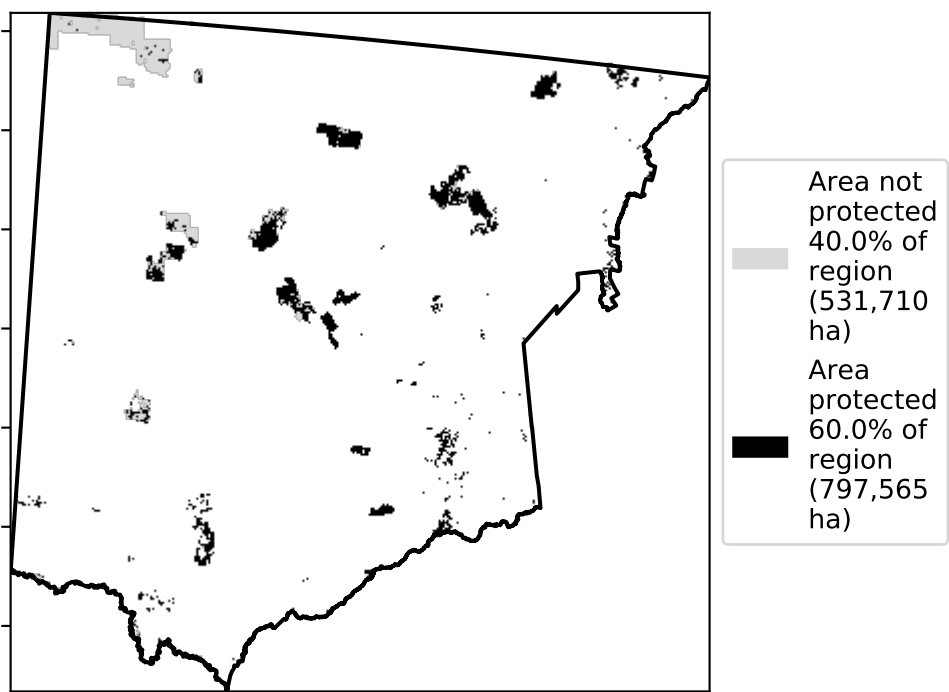 Area not
protected
40.0% of
region
(531,710
ha)
Area
protected
60.0% of
region
(797,565
ha)